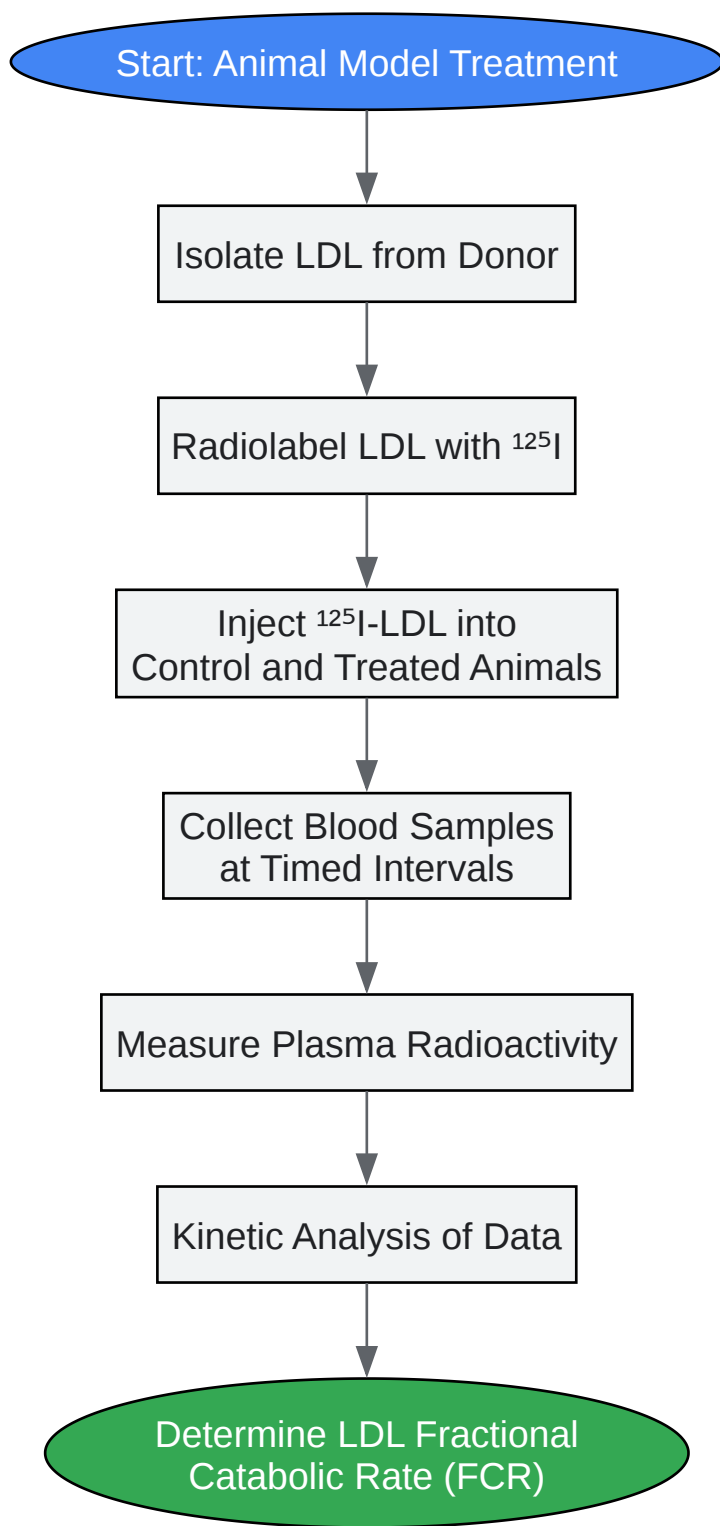 Start: Animal Model Treatment
Isolate LDL from Donor
Radiolabel LDL with ¹²⁵I
Inject ¹²⁵I-LDL into
Control and Treated Animals
Collect Blood Samples
at Timed Intervals
Measure Plasma Radioactivity
Kinetic Analysis of Data
Determine LDL Fractional
Catabolic Rate (FCR)